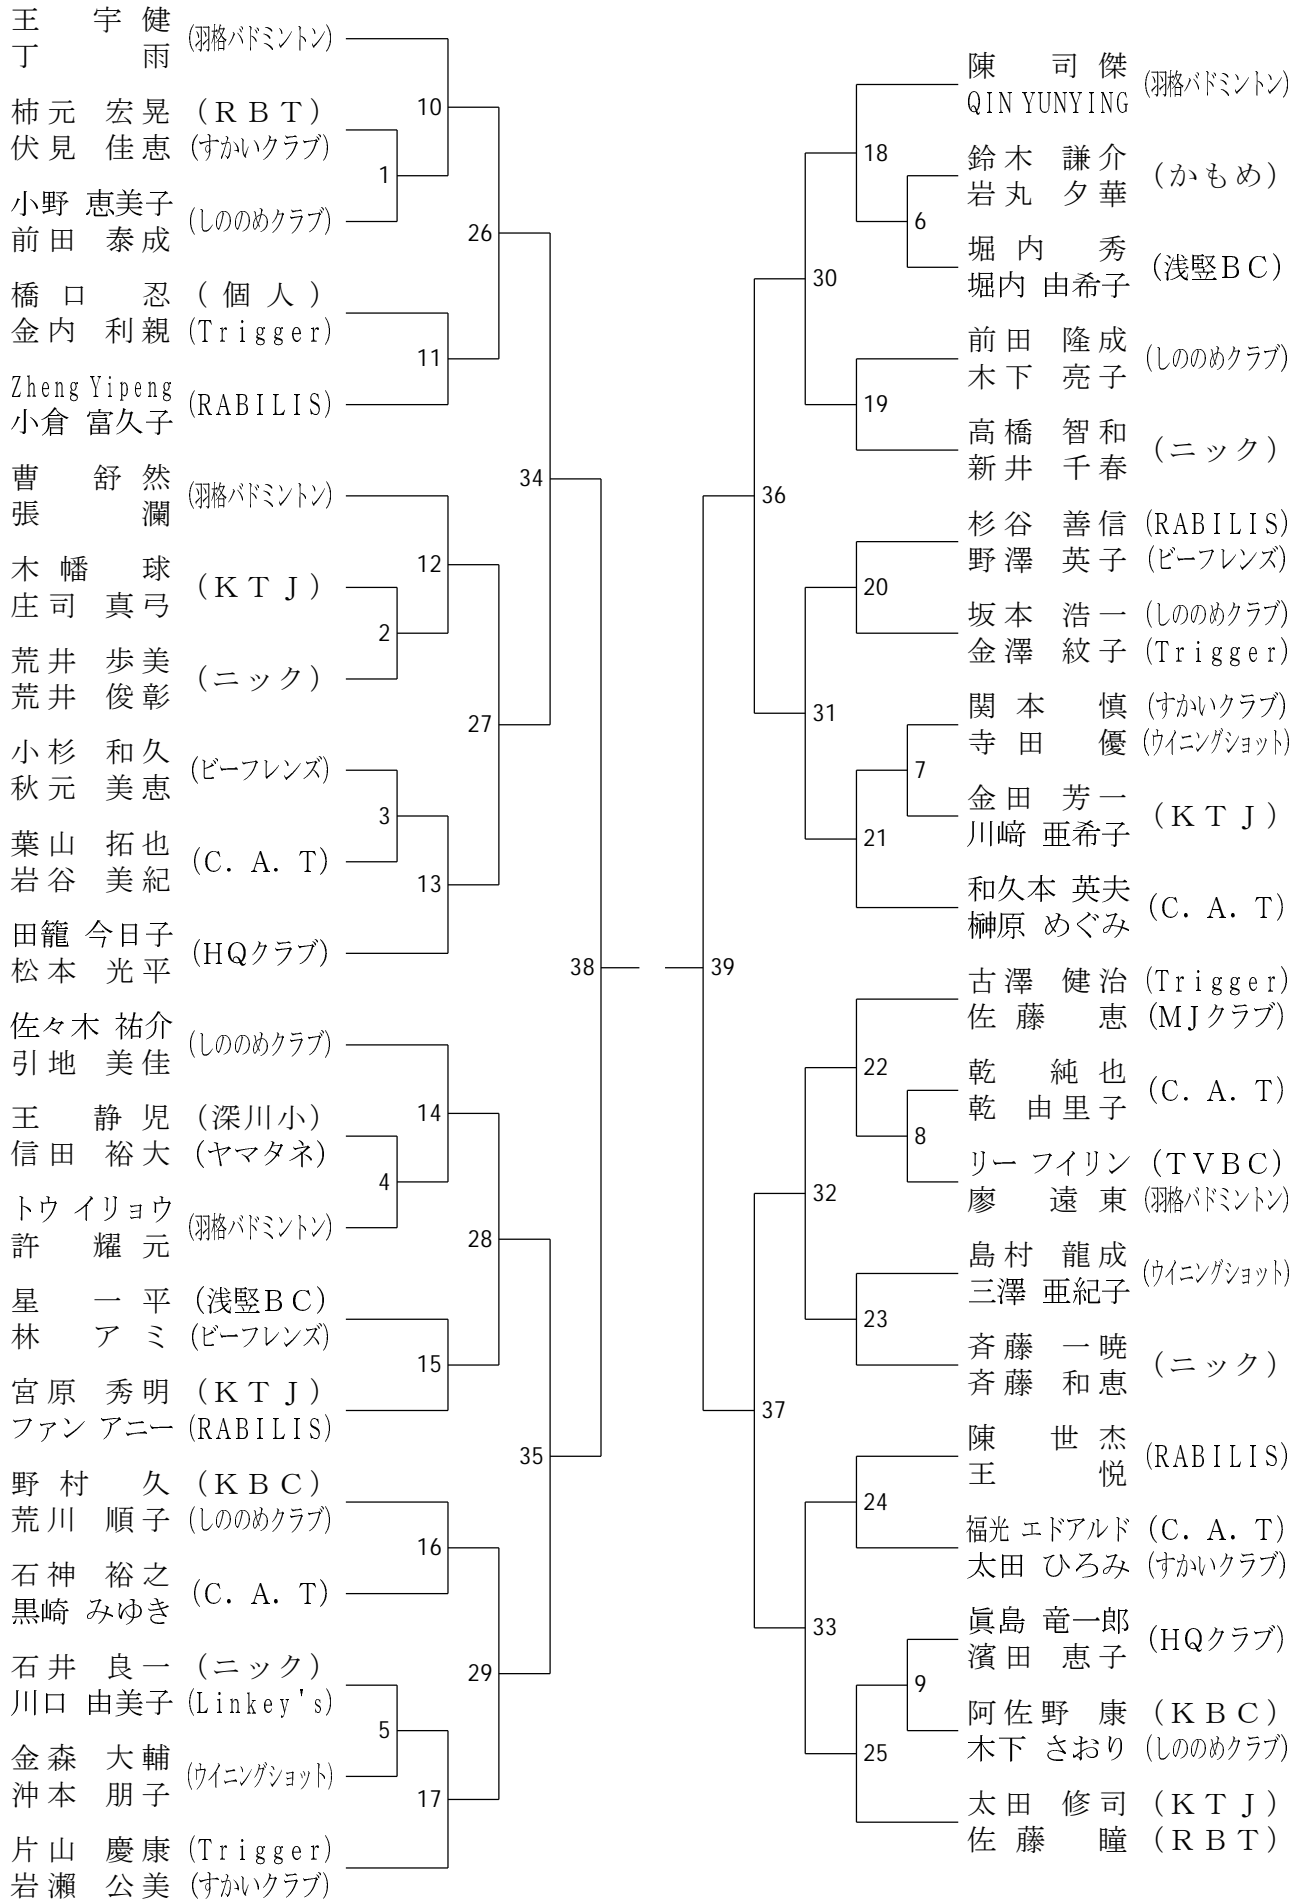 王 宇 健 (羽格バドミントン)
丁 雨
柿元 宏晃 (RBT)
伏見 佳恵 (すかいクラブ)
小野 恵美子 (しののめクラブ)
前田 泰成
橋口 忍 (個人)
金内 利親 (Trigger)
Zheng Yipeng (RABILIS)
小倉 富久子
曹 舒 然 (羽格バドミントン)
張 瀾
木幡 球 (KTJ)
庄司 真弓
荒井 歩美 (ニック)
荒井 俊彰
小杉 和久 (ビーフレンズ)
秋元 美恵
葉山 拓也 (C.A.T)
岩谷 美紀
田籠 今日子 (HQクラブ)
松本 光平
佐々木 祐介 (しののめクラブ)
引地 美佳
王 静 児 (深川小)
信田 裕大 (ヤマタネ)
トウ イリョウ (羽格バドミントン)
許 耀 元
星 一平 (浅竪BC)
林 アミ (ビーフレンズ)
宮原 秀明 (KTJ)
ファン アニー (RABILIS)
野村 久 (KBC)
荒川 順子 (しののめクラブ)
石神 裕之 (C.A.T)
黒崎 みゆき
石井 良一 (ニック)
川口 由美子 (Linkey's)
金森 大輔 (ウイニングショット)
沖本 朋子
片山 慶康 (Trigger)
岩瀬 公美 (すかいクラブ)
1
2
3
4
5
10
11
12
13
14
15
16
17
26
27
28
29
34
35
38
39
36
37
30
31
32
33
18
19
20
21
22
23
24
25
6
7
8
9
陳 司 傑 (羽格バドミントン)
QIN YUNYING
鈴木 謙介 (かもめ)
岩丸 夕華
堀内 秀 (浅竪BC)
堀内 由希子
前田 隆成 (しののめクラブ)
木下 亮子
高橋 智和 (ニック)
新井 千春
杉谷 善信 (RABILIS)
野澤 英子 (ビーフレンズ)
坂本 浩一 (しののめクラブ)
金澤 紋子 (Trigger)
関本 慎 (すかいクラブ)
寺田 優 (ウイニングショット)
金田 芳一 (KTJ)
川﨑 亜希子
和久本 英夫 (C.A.T)
榊原 めぐみ
古澤 健治 (Trigger)
佐藤 恵 (MJクラブ)
乾 純也 (C.A.T)
乾 由里子
リー フイリン (TVBC)
廖 遠 東 (羽格バドミントン)
島村 龍成 (ウイニングショット)
三澤 亜紀子
斉藤 一暁 (ニック)
斉藤 和恵
陳 世 杰 (RABILIS)
王 悦
福光 エドアルド (C.A.T)
太田 ひろみ (すかいクラブ)
眞島 竜一郎 (HQクラブ)
濱田 恵子
阿佐野 康 (KBC)
木下 さおり (しののめクラブ)
太田 修司 (KTJ)
佐藤 瞳 (RBT)